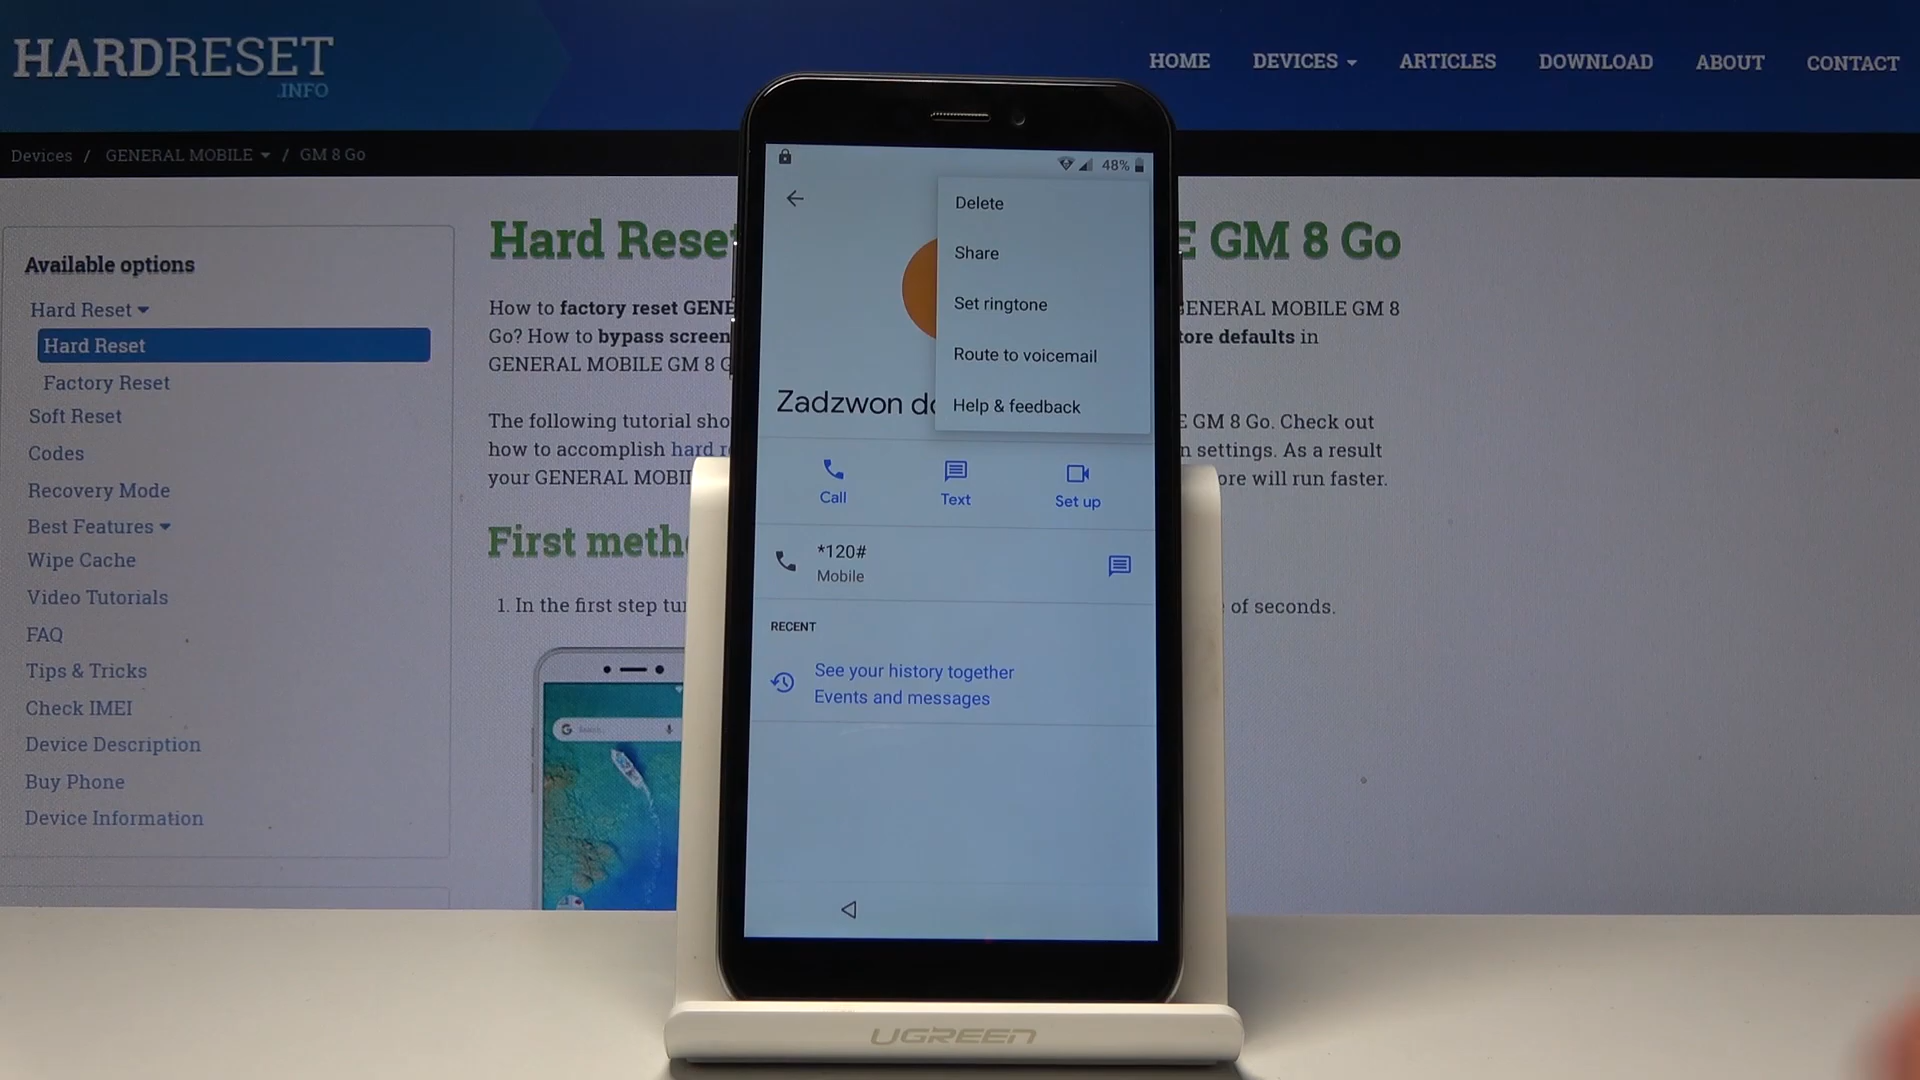 HARDRESET
.INFO
HOME DEVICES ARTICLES DOWNLOAD ABOUT CONTACT
Devices / GENERAL MOBILE / GM 8 Go
Available options
Hard Reset
Hard Reset
Factory Reset
Soft Reset
Codes
Recovery Mode
Best Features
Wipe Cache
Video Tutorials
FAQ
Tips & Tricks
Check IMEI
Device Description
Buy Phone
Device Information
Hard Reset
E GM 8 Go
How to factory reset GENE
ENERAL MOBILE GM 8
Go? How to bypass screen
tore defaults in
GENERAL MOBILE GM 8 G
The following tutorial sho
E GM 8 Go. Check out
how to accomplish hard r
n settings. As a result
your GENERAL MOBI
ore will run faster.
First meth
1. In the first step tur
e of seconds.
Search..
48%
Delete
Share
Set ringtone
Route to voicemail
Help & feedback
Zadzwon do
Call Text Set up
*120#
Mobile
RECENT
See your history together
Events and messages
UGREEN